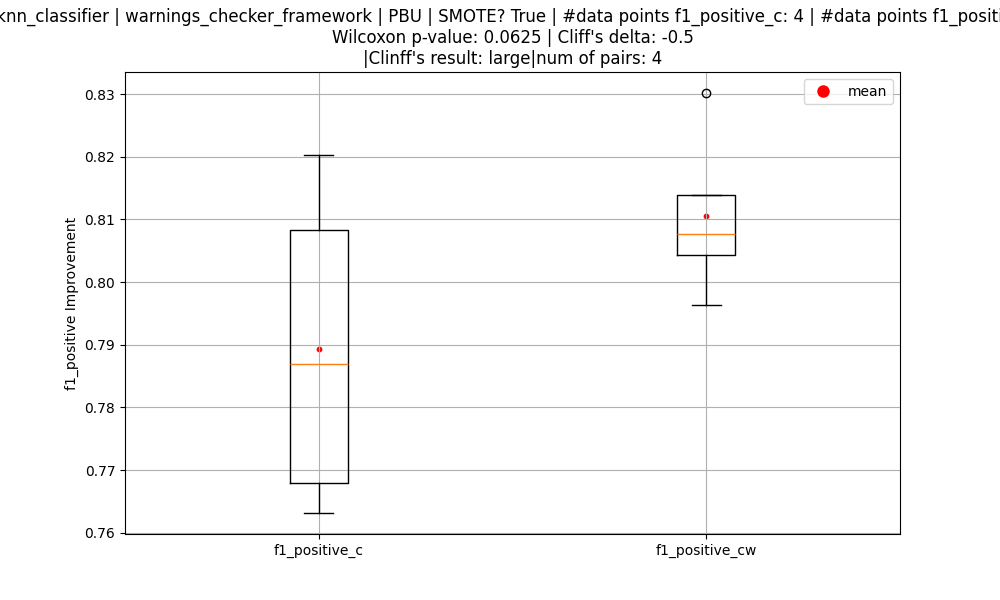 knn_classifier | warnings_checker_framework | PBU | SMOTE? True | #data points f1_positive_c: 4 | #data points
Wilcoxon p-value: 0.0625 | Cliff's delta: -0.5
|Clinff's result: large|num of pairs: 4
mean
0.83
0.82
0.81
0.80
0.79
0.78
0.77
0.76
f1_positive Improvement
f1_positive_c
f1_positive_cw